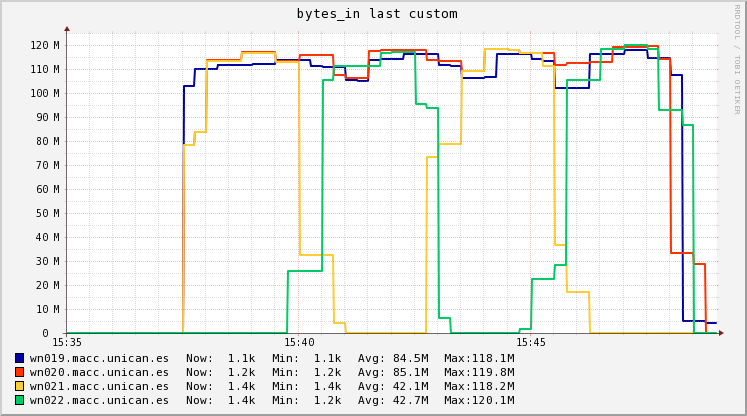 bytes_in last custom
RRDTOOL / TOBI OETIKER
120 M
110 M
100 M
90 M
80 M
70 M
60 M
50 M
40 M
30 M
20 M
10 M
0
15:35 15:40 15:45
wn019.macc.unican.es Now: 1.1k Min: 1.1k Avg: 84.5M Max:118.1M
wn020.macc.unican.es Now: 1.2k Min: 1.2k Avg: 85.1M Max:119.8M
wn021.macc.unican.es Now: 1.4k Min: 1.4k Avg: 42.1M Max:118.2M
wn022.macc.unican.es Now: 1.4k Min: 1.2k Avg: 42.7M Max:120.1M